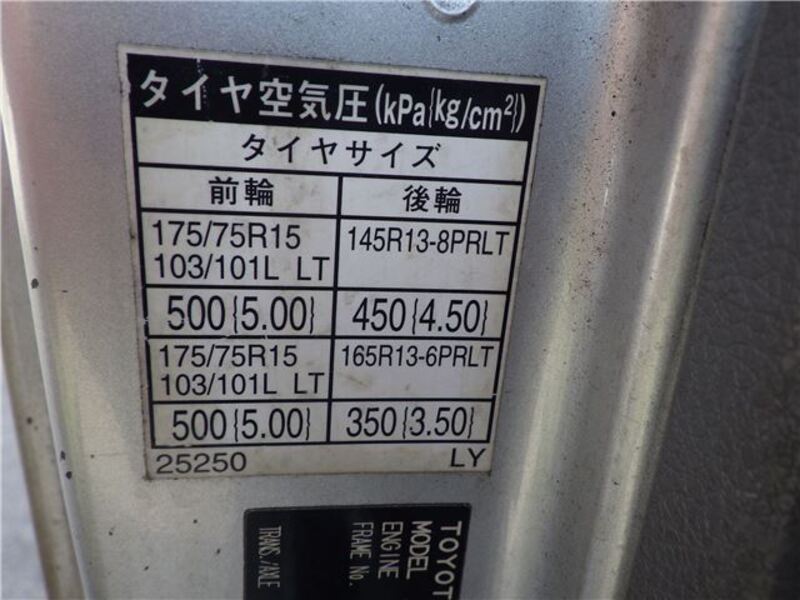 タイヤ空気圧(kPa{kg/cm²})
タイヤサイズ
前輪 後輪
175/75R15 103/101L LT 145R13-8PRLT
500{5.00} 450{4.50}
175/75R15 103/101L LT 165R13-6PRLT
500{5.00} 350{3.50}
25250 LY
TOYOT
MODEL
ENGINE
FRAME No.
TRANS./AXLE